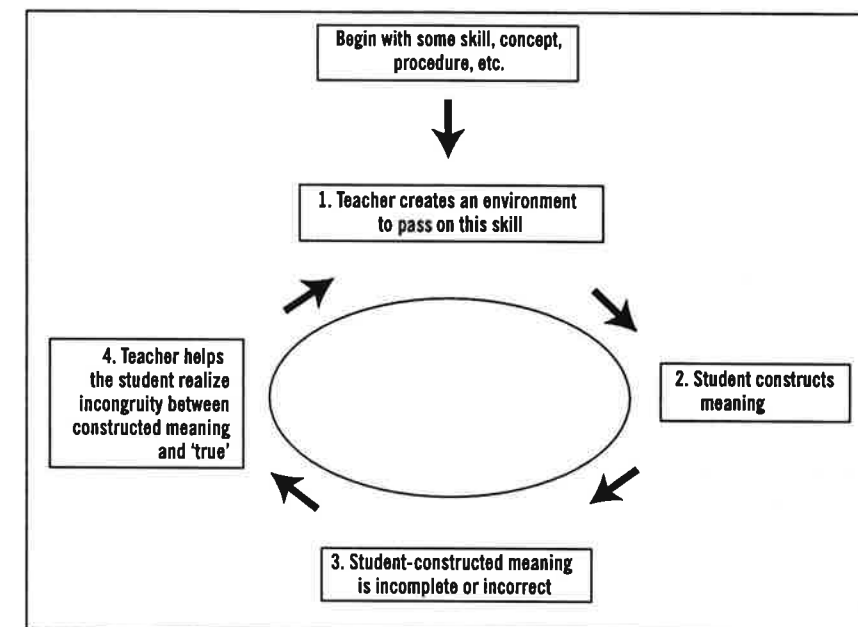 Begin with some skill, concept,
procedure, etc.
1. Teacher creates an environment
to pass on this skill
2. Student constructs
meaning
3. Student-constructed meaning
is incomplete or incorrect
4. Teacher helps
the student realize
incongruity between
constructed meaning
and 'true'